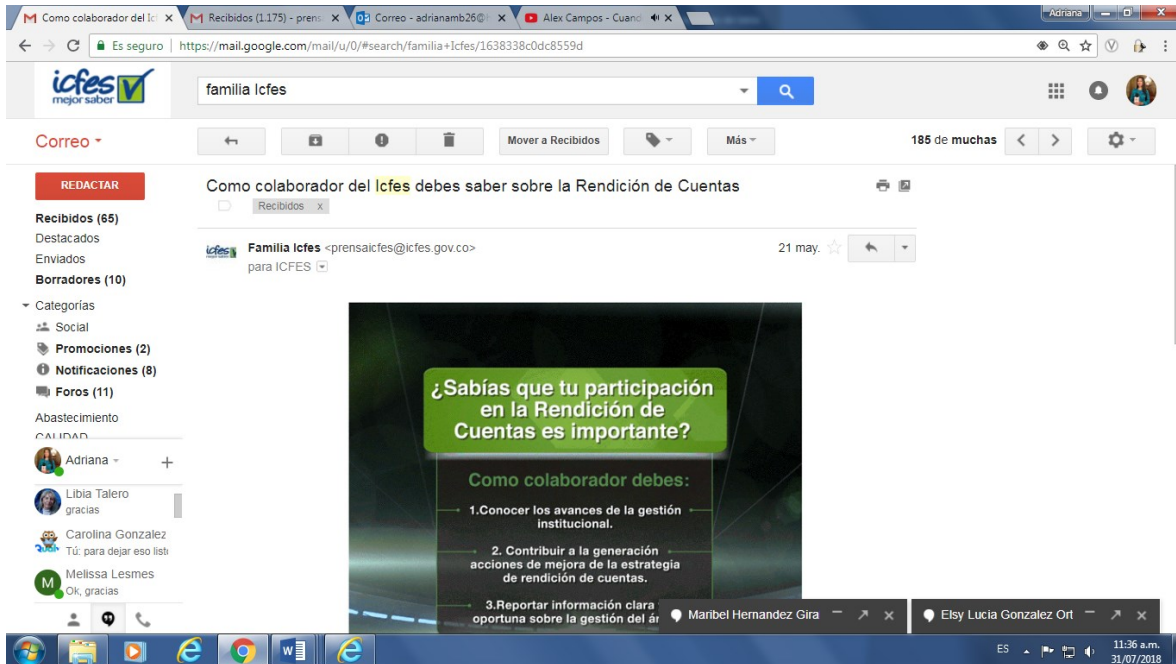 Como colaborador del Icf
Recibidos (1.175) - prens
Correo - adrianamb26@
Alex Campos - Cuand
Adriana
Es seguro
https://mail.google.com/mail/u/0/#search/familia+Icfes/1638338c0dc8559d
icfes
mejor saber
familia Icfes
Correo
Mover a Recibidos
Más
185 de muchas
REDACTAR
Como colaborador del Icfes debes saber sobre la Rendición de Cuentas
Recibidos x
Recibidos (65)
Destacados
Enviados
Borradores (10)
Familia Icfes <prensaicfes@icfes.gov.co>
21 may.
para ICFES
Categorías
Social
Promociones (2)
Notificaciones (8)
Foros (11)
Abastecimiento
CALIDAD
¿Sabías que tu participación
en la Rendición de
Cuentas es importante?
Como colaborador debes:
1.Conocer los avances de la gestión
institucional.
2. Contribuir a la generación
acciones de mejora de la estrategia
de rendición de cuentas.
3.Reportar información clara
oportuna sobre la gestión del ár
Adriana
Libia Talero
gracias
Carolina Gonzalez
Tú: para dejar eso list
M
Melissa Lesmes
Ok, gracias
Maribel Hernandez Gira
Elsy Lucia Gonzalez Ort
ES
11:36 a.m.
31/07/2018